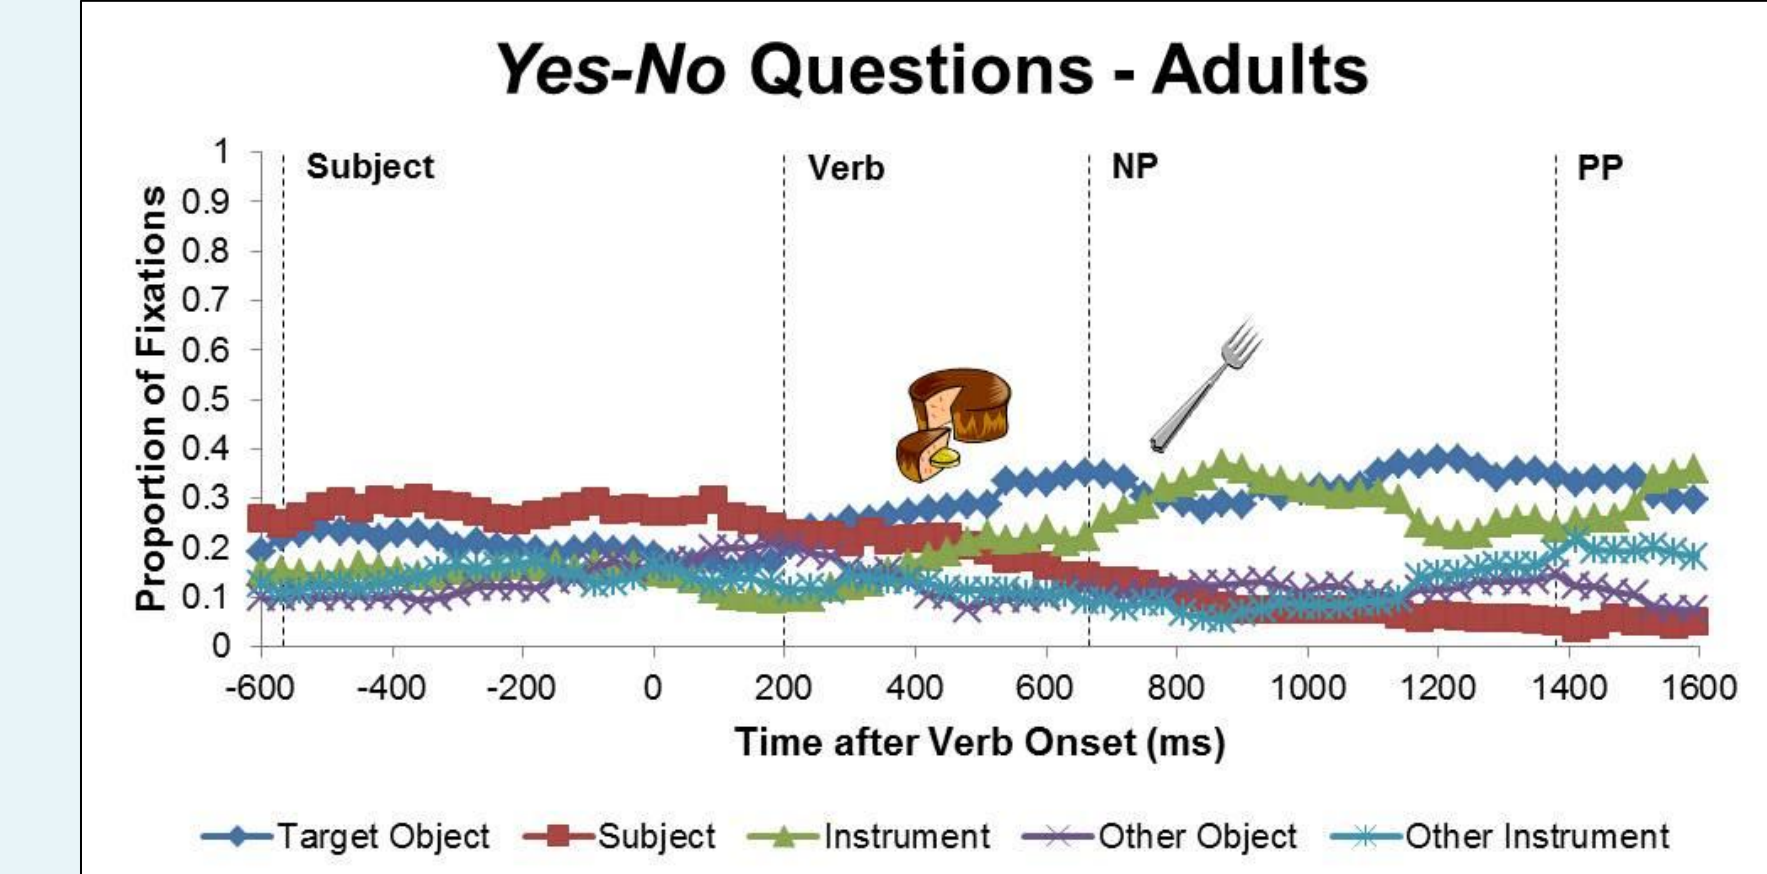 Yes-No Questions - Adults
Subject
Verb
NP
PP
Proportion of Fixations
1
0.9
0.8
0.7
0.6
0.5
0.4
0.3
0.2
0.1
0
-600 -400 -200 0 200 400 600 800 1000 1200 1400 1600
Time after Verb Onset (ms)
Target Object Subject Instrument Other Object Other Instrument